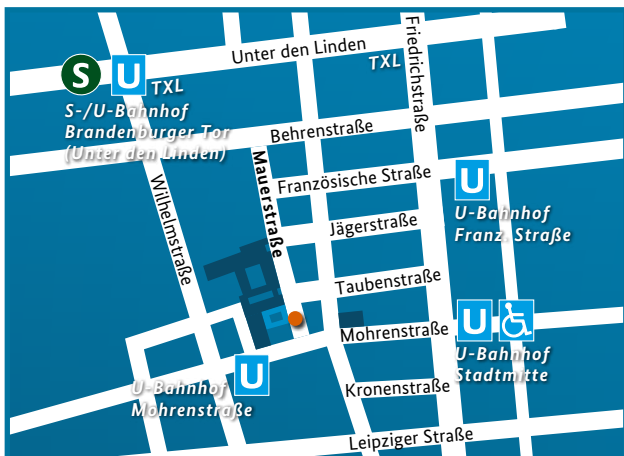 Unter den Linden
TXL
Friedrichstraße
S U TXL
S-/U-Bahnhof
Brandenburger Tor
(Unter den Linden)
Behrenstraße
Mauerstraße
Wilhelmstraße
Französische Straße
U
U-Bahnhof
Franz. Straße
Jägerstraße
Taubenstraße
Mohrenstraße
U
U-Bahnhof
Stadtmitte
U
U-Bahnhof
Mohrenstraße
Kronenstraße
Leipziger Straße